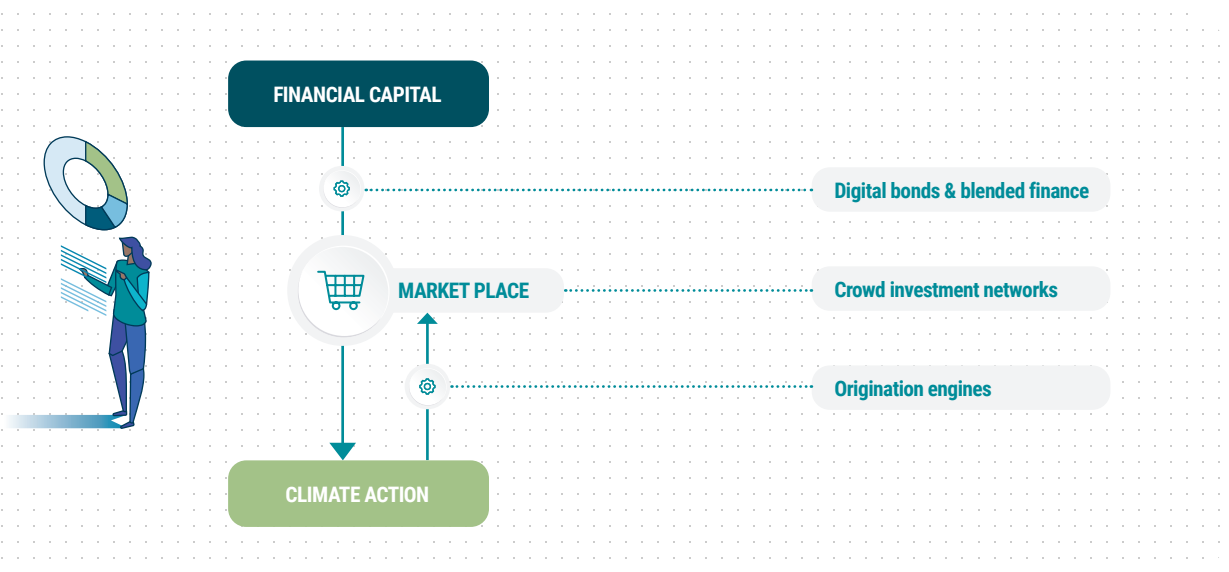 FINANCIAL CAPITAL
Digital bonds & blended finance
MARKET PLACE
Crowd investment networks
Origination engines
CLIMATE ACTION